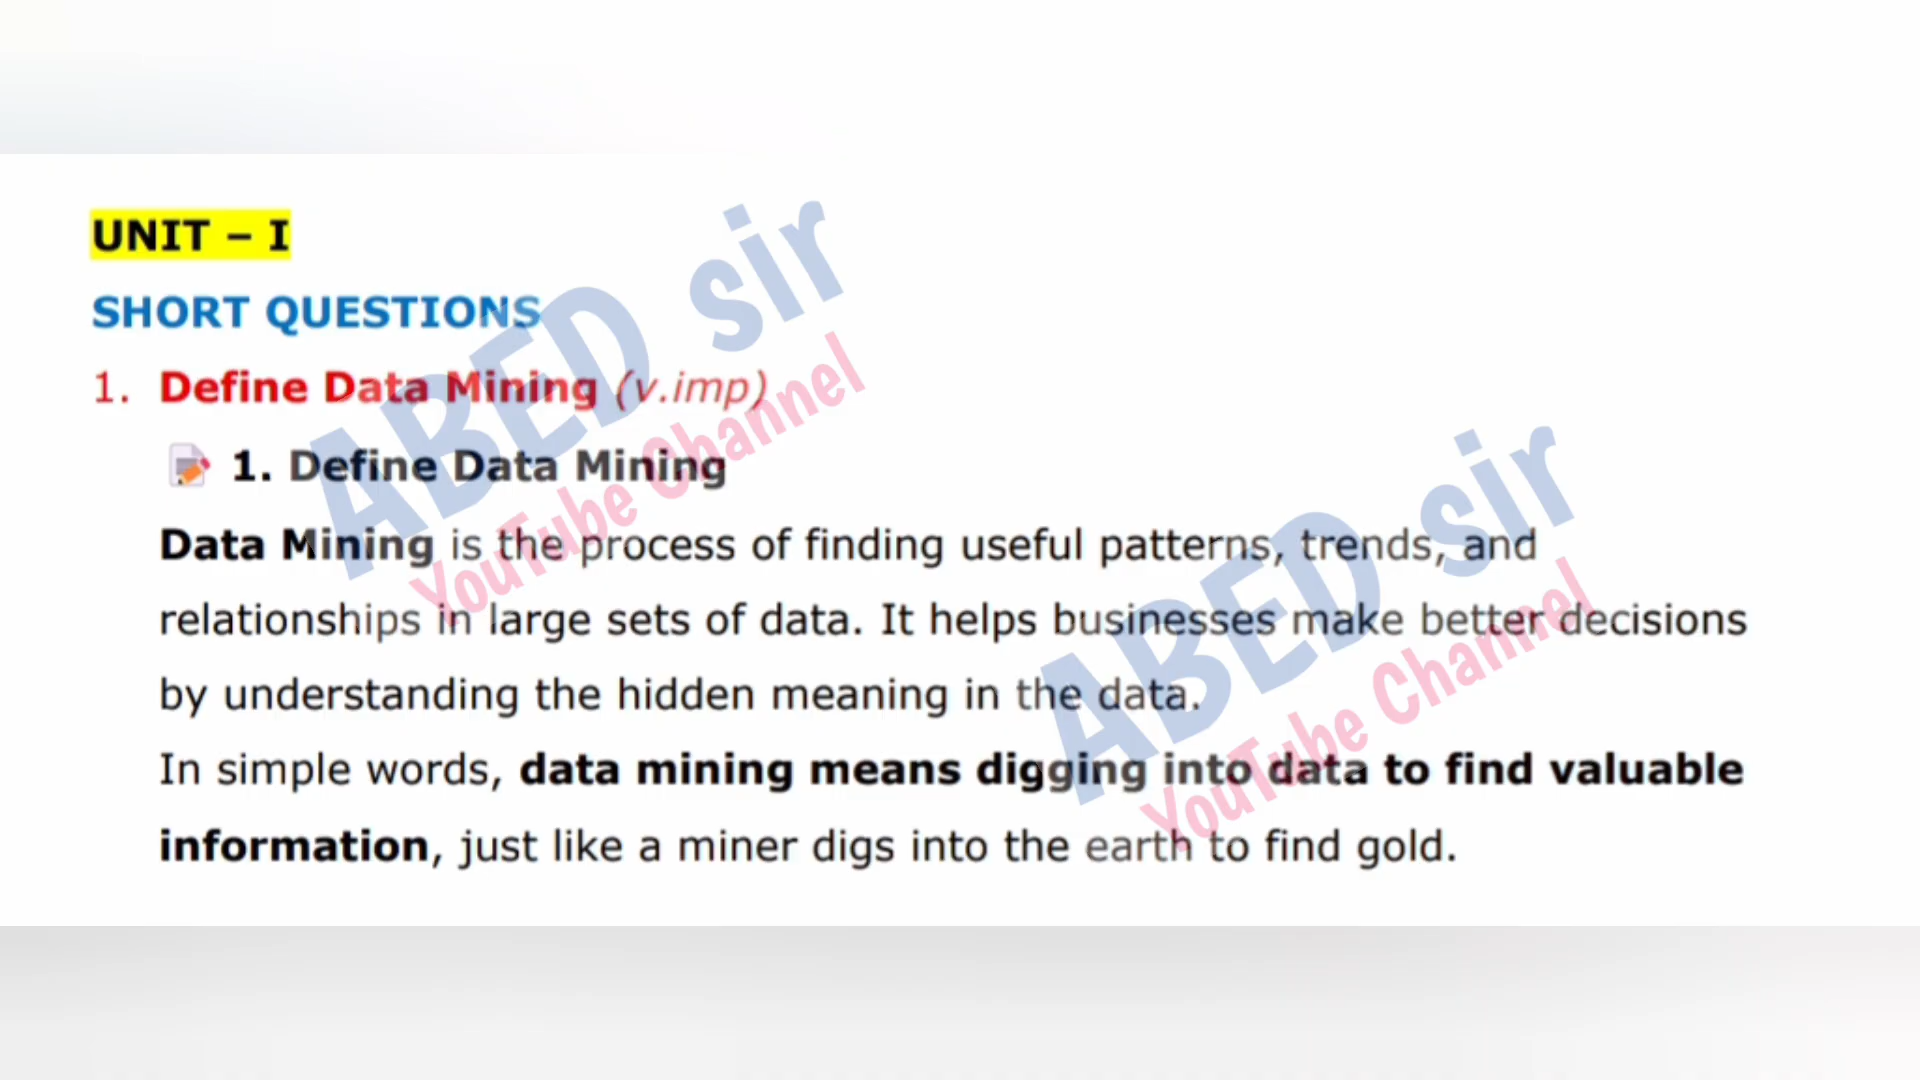 UNIT – I
SHORT QUESTIONS
1. Define Data Mining (v.imp)
1. Define Data Mining
Data Mining is the process of finding useful patterns, trends, and
relationships in large sets of data. It helps businesses make better decisions
by understanding the hidden meaning in the data.
In simple words, data mining means digging into data to find valuable
information, just like a miner digs into the earth to find gold.
ABED sir
YouTube Channel
ABED sir
YouTube Channel